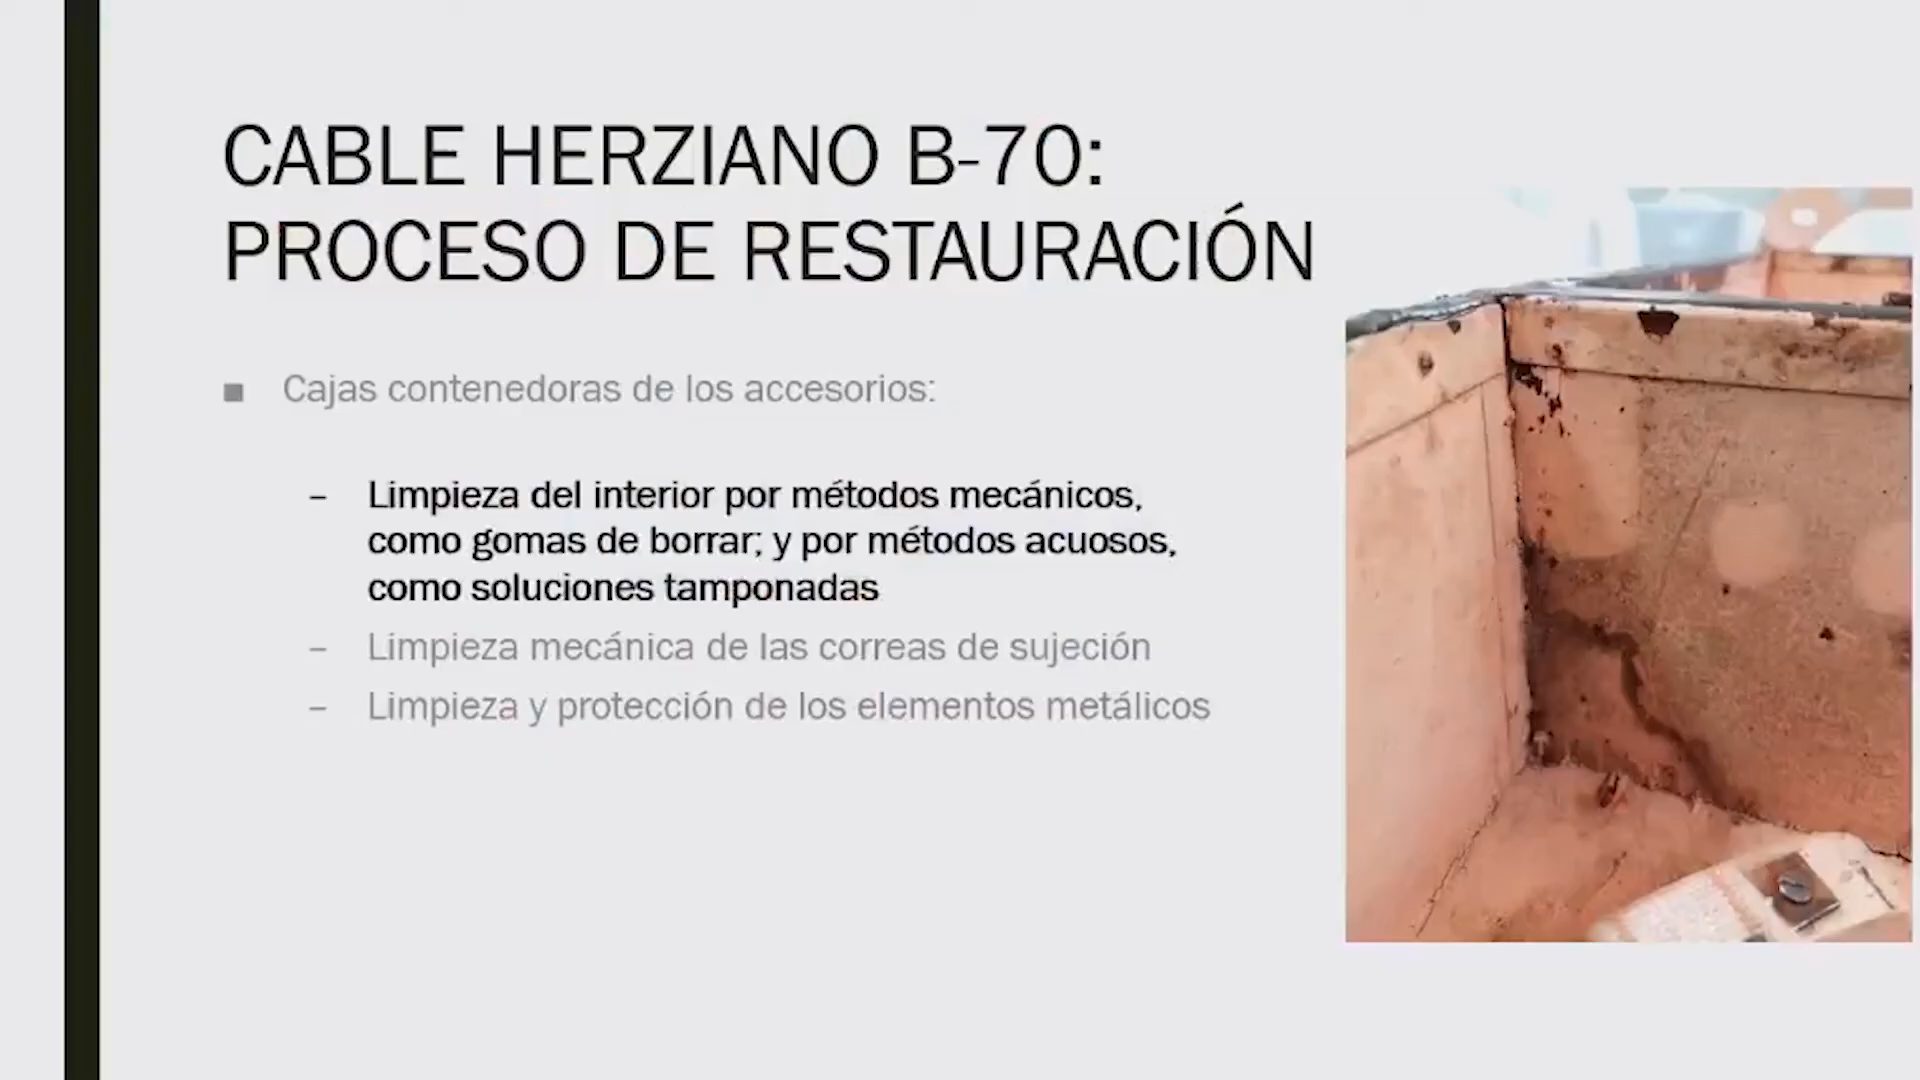 CABLE HERZIANO B-70:
PROCESO DE RESTAURACIÓN
■ Cajas contenedoras de los accesorios:
– Limpieza del interior por métodos mecánicos,
como gomas de borrar; y por métodos acuosos,
como soluciones tamponadas
– Limpieza mecánica de las correas de sujeción
– Limpieza y protección de los elementos metálicos